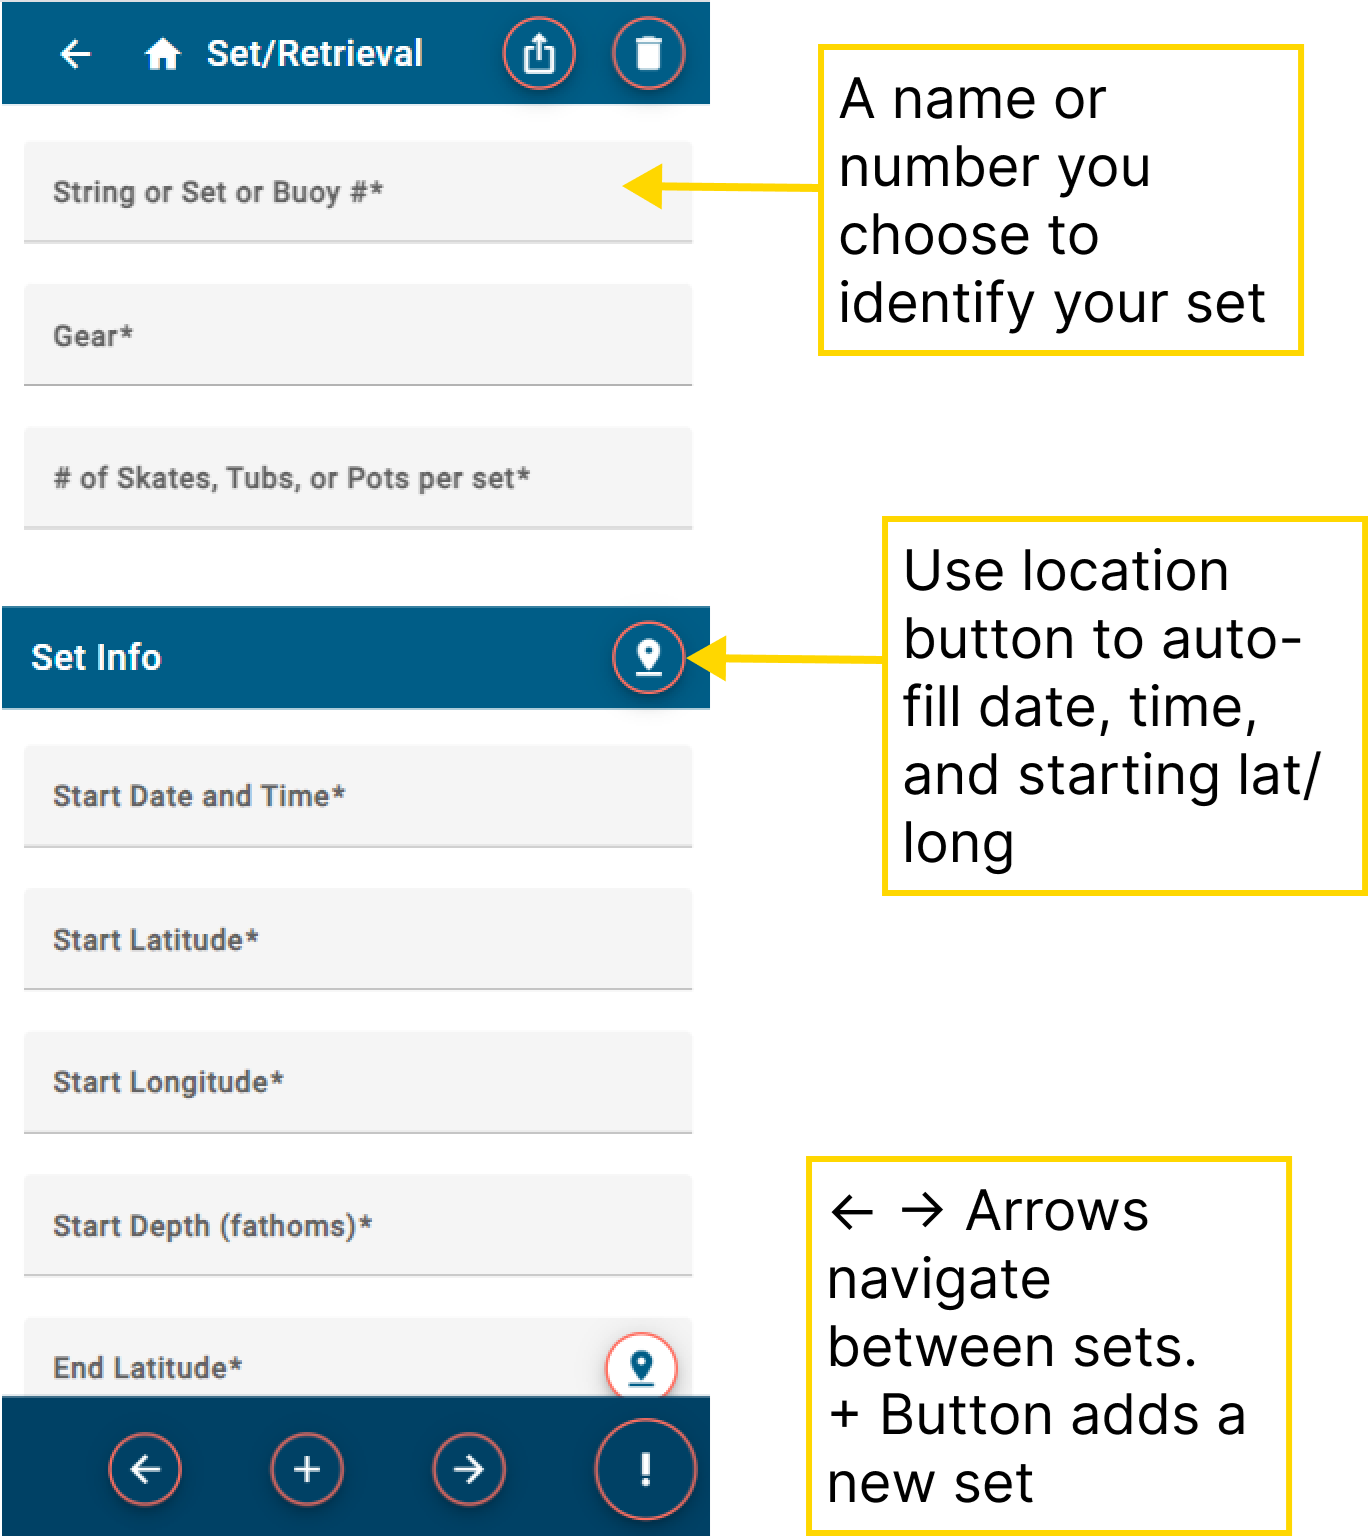 Set/Retrieval
String or Set or Buoy #*
A name or
number you
choose to
identify your set
Gear*
# of Skates, Tubs, or Pots per set*
Set Info
Use location
button to auto-
fill date, time,
and starting lat/
long
Start Date and Time*
Start Latitude*
Start Longitude*
Start Depth (fathoms)*
End Latitude*
← → Arrows
navigate
between sets.
+ Button adds a
new set